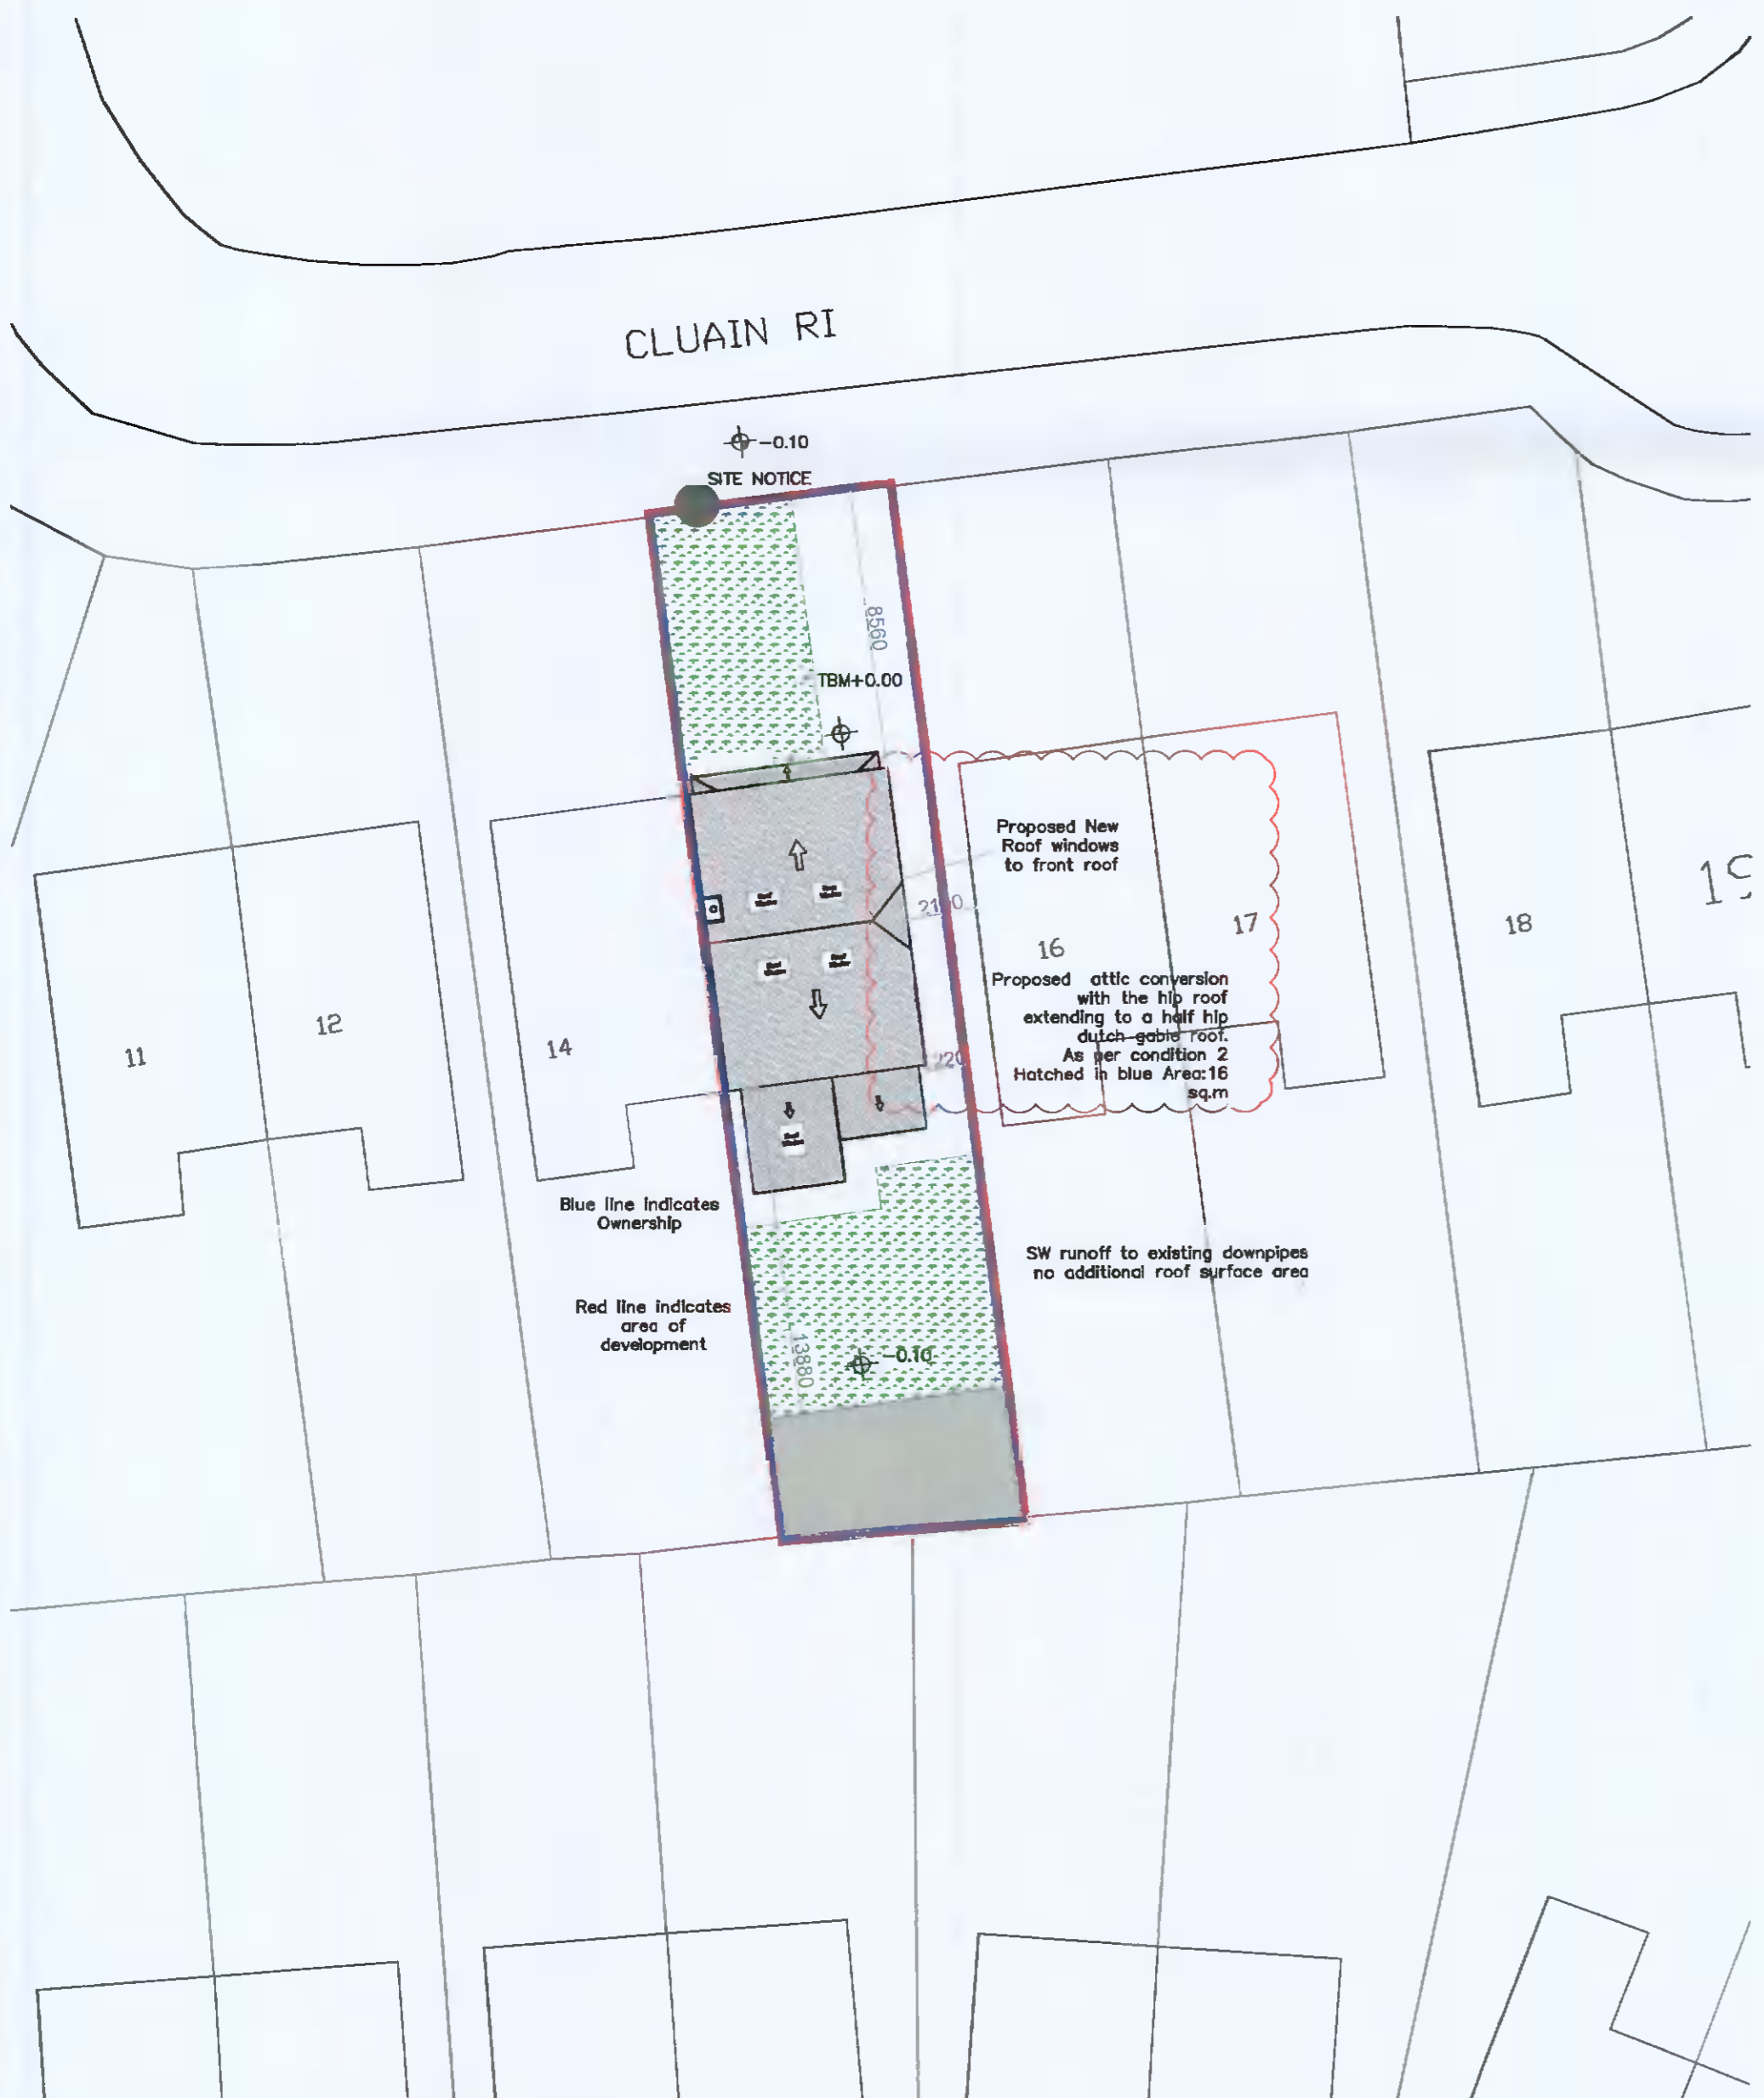 CLUAIN RI
-0.10
SITE NOTICE
8560
TBM+0.00
Proposed New
Roof windows
to front roof
16
17
18
11
12
14
Proposed attic conversion
with the hip roof
extending to a half hip
dutch gable roof.
As per condition 2
Hatched in blue Area:16
sq.m
Blue line indicates
Ownership
SW runoff to existing downpipes
no additional roof surface area
Red line indicates
area of
development
13880
-0.10